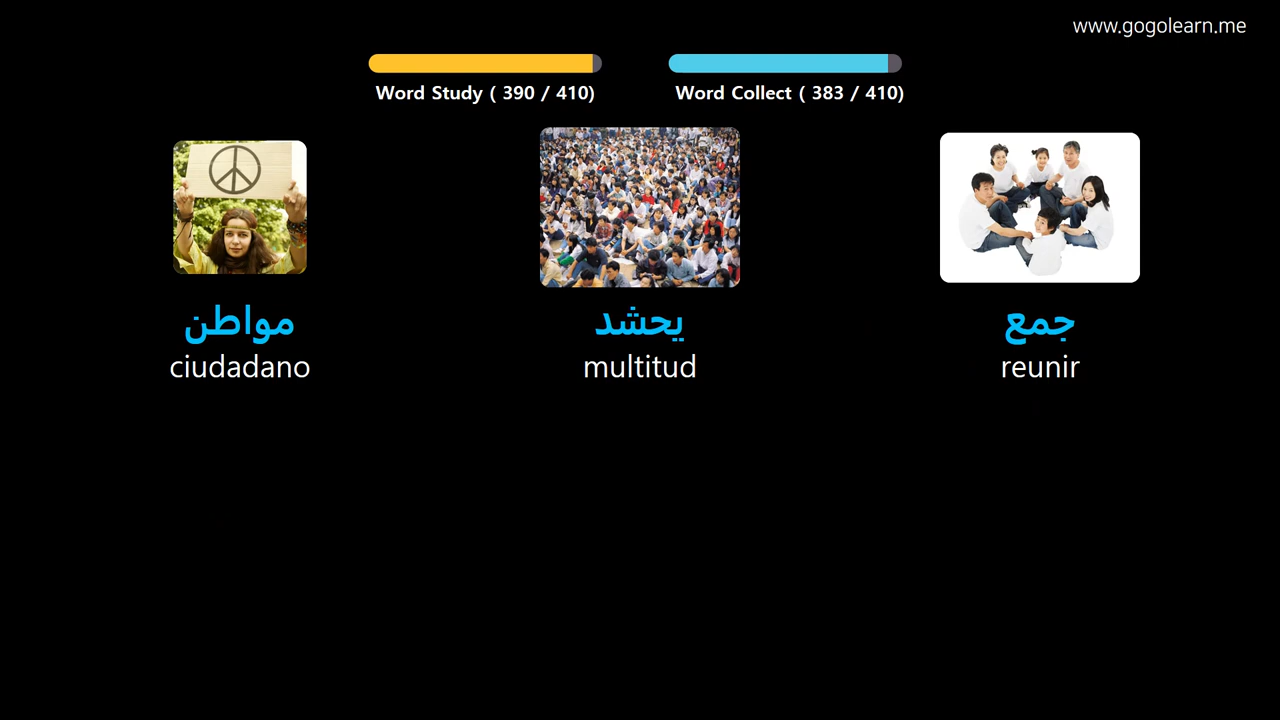 www.gogolearn.me
Word Study ( 390 / 410)
Word Collect ( 383 / 410)
مواطن
ciudadano
يحشد
multitud
جمع
reunir